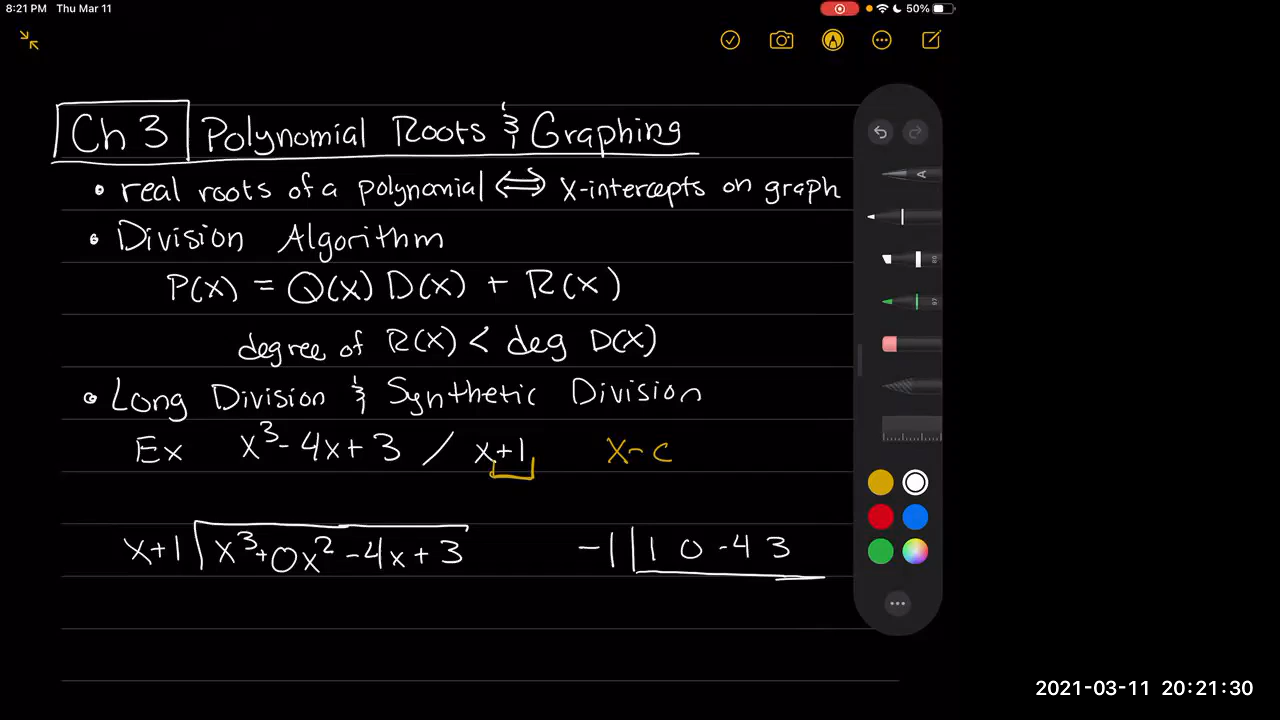 8:21 PM Thu Mar 11 50%
Ch 3 Polynomial Roots & Graphing
• real roots of a polynomial ⟺ x-intercepts on graph
• Division Algorithm
P(x) = Q(x) D(x) + R(x)
degree of R(x) < deg D(x)
• Long Division & Synthetic Division
Ex x³- 4x + 3 / x+1 x-c
x+1 x³+0x² -4x + 3 -1 | 1 0 -4 3
A
80
97
2021-03-11 20:21:30